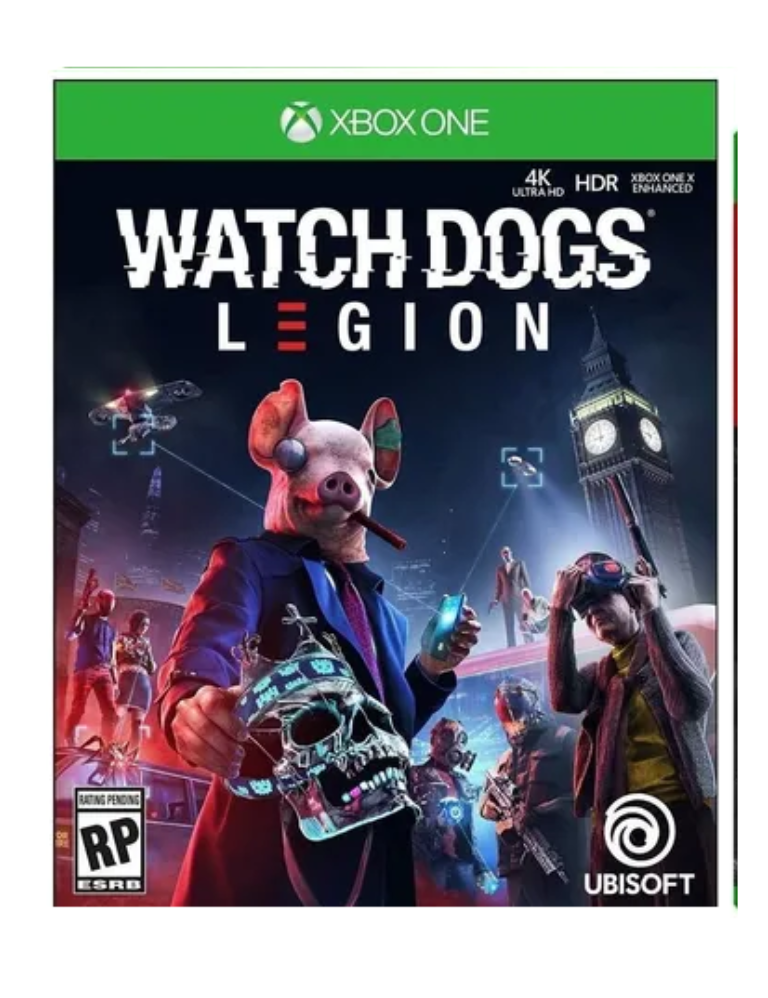 XBOX ONE
4K
ULTRA HD
HDR
XBOX ONE X
ENHANCED
WATCH DOGS®
LEGION
RATING PENDING
RP
ESRB
UBISOFT